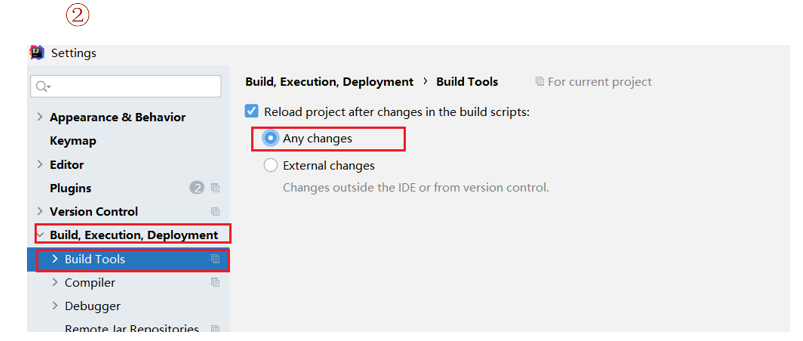 ②
Settings
Build, Execution, Deployment › Build Tools For current project
Appearance & Behavior
Keymap
Editor
Plugins 2
Version Control
Build, Execution, Deployment
Build Tools
Compiler
Debugger
Remote Jar Repositories
Reload project after changes in the build scripts:
Any changes
External changes
Changes outside the IDE or from version control.